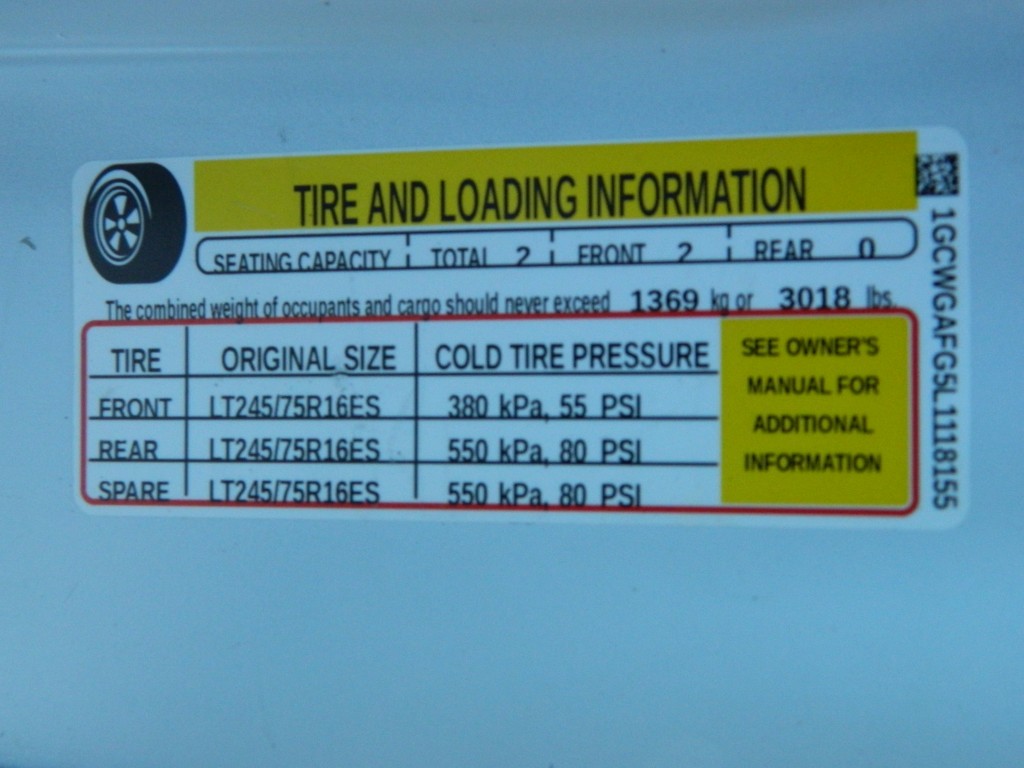 TIRE AND LOADING INFORMATION
SEATING CAPACITY TOTAL 2 FRONT 2 REAR 0
The combined weight of occupants and cargo should never exceed 1369 kg or 3018 lbs.
TIRE ORIGINAL SIZE COLD TIRE PRESSURE
FRONT LT245/75R16ES 380 kPa, 55 PSI
REAR LT245/75R16ES 550 kPa, 80 PSI
SPARE LT245/75R16ES 550 kPa, 80 PSI
SEE OWNER'S
MANUAL FOR
ADDITIONAL
INFORMATION
1GCWGAFG5L1118155